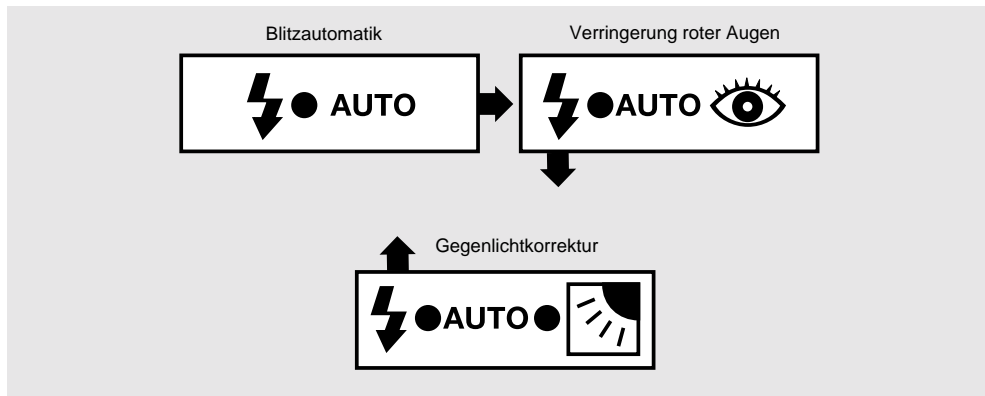 Blitzautomatik
Verringerung roter Augen
AUTO
AUTO
Gegenlichtkorrektur
AUTO